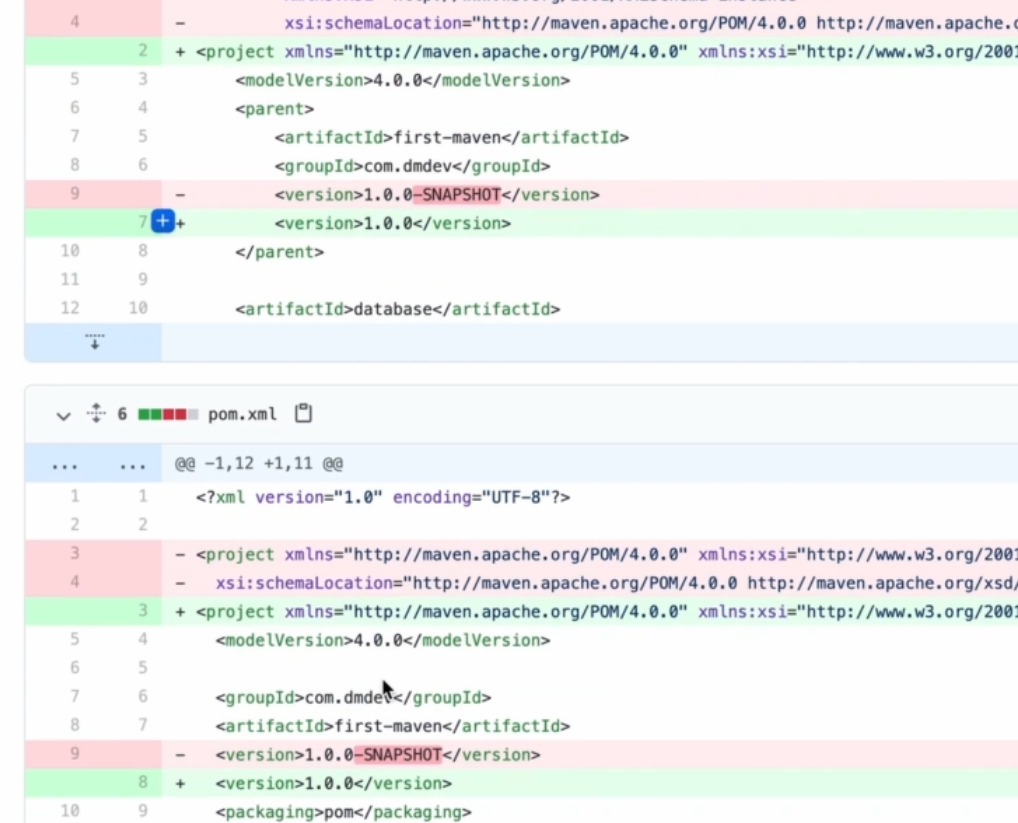 4 - xsi:schemaLocation="http://maven.apache.org/POM/4.0.0 http://maven.apache.
2 + <project xmlns="http://maven.apache.org/POM/4.0.0" xmlns:xsi="http://www.w3.org/2001
5 3 <modelVersion>4.0.0</modelVersion>
6 4 <parent>
7 5 <artifactId>first-maven</artifactId>
8 6 <groupId>com.dmdev</groupId>
9 - <version>1.0.0-SNAPSHOT</version>
7 + <version>1.0.0</version>
10 8 </parent>
11 9
12 10 <artifactId>database</artifactId>
6 pom.xml
... ... @@ -1,12 +1,11 @@
1 1 <?xml version="1.0" encoding="UTF-8"?>
2 2
3 - <project xmlns="http://maven.apache.org/POM/4.0.0" xmlns:xsi="http://www.w3.org/2001
4 - xsi:schemaLocation="http://maven.apache.org/POM/4.0.0 http://maven.apache.org/xsd/
3 + <project xmlns="http://maven.apache.org/POM/4.0.0" xmlns:xsi="http://www.w3.org/2001
5 4 <modelVersion>4.0.0</modelVersion>
6 5
7 6 <groupId>com.dmdev</groupId>
8 7 <artifactId>first-maven</artifactId>
9 - <version>1.0.0-SNAPSHOT</version>
8 + <version>1.0.0</version>
10 9 <packaging>pom</packaging>